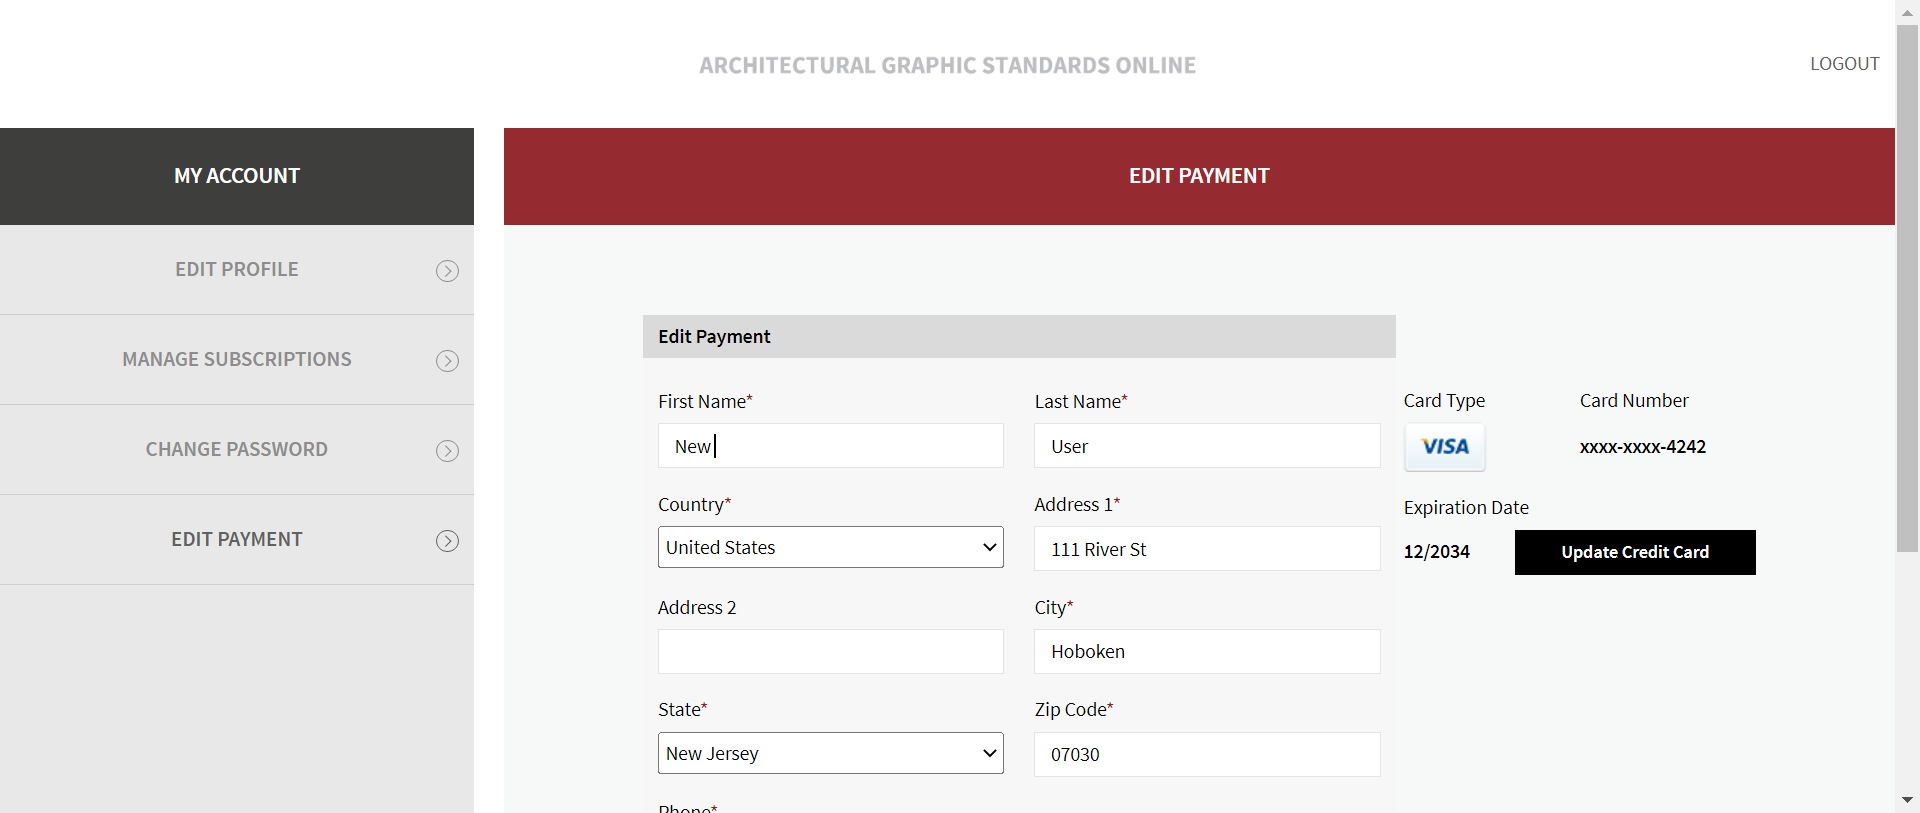 ARCHITECTURAL GRAPHIC STANDARDS ONLINE
LOGOUT
MY ACCOUNT
EDIT PROFILE
MANAGE SUBSCRIPTIONS
CHANGE PASSWORD
EDIT PAYMENT
EDIT PAYMENT
Edit Payment
First Name*
New
Last Name*
User
Country*
United States
Address 1*
111 River St
Address 2
City*
Hoboken
State*
New Jersey
Zip Code*
07030
Phone*
Card Type
VISA
Card Number
xxxx-xxxx-4242
Expiration Date
12/2034
Update Credit Card